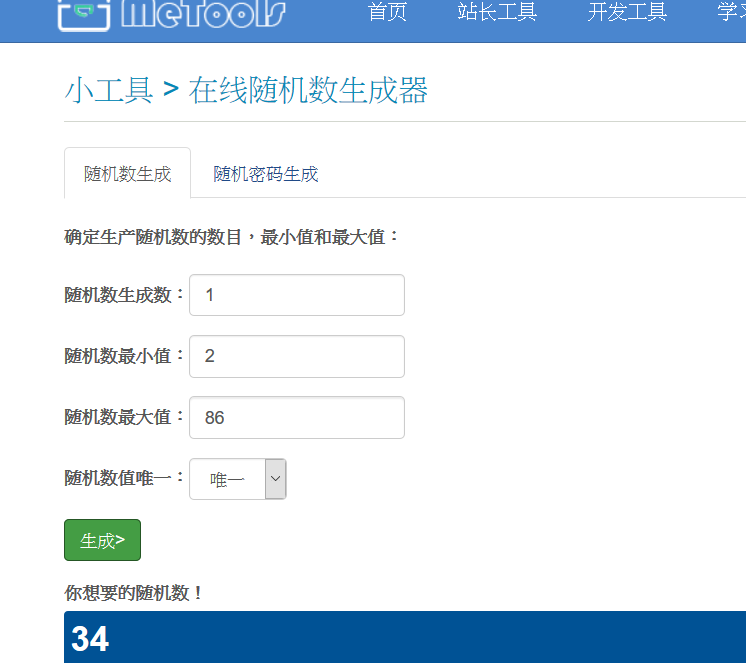 MeTools 首页 站长工具 开发工具 学习
小工具 > 在线随机数生成器
随机数生成 随机密码生成
确定生产随机数的数目，最小值和最大值：
随机数生成数： 1
随机数最小值： 2
随机数最大值： 86
随机数值唯一： 唯一
生成>
你想要的随机数！
34